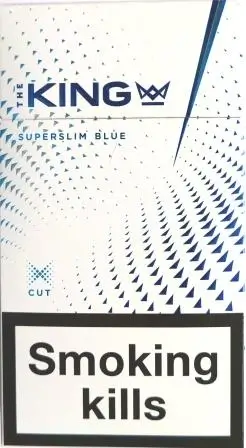 THE KING
SUPERSLIM BLUE
CUT
Smoking
kills